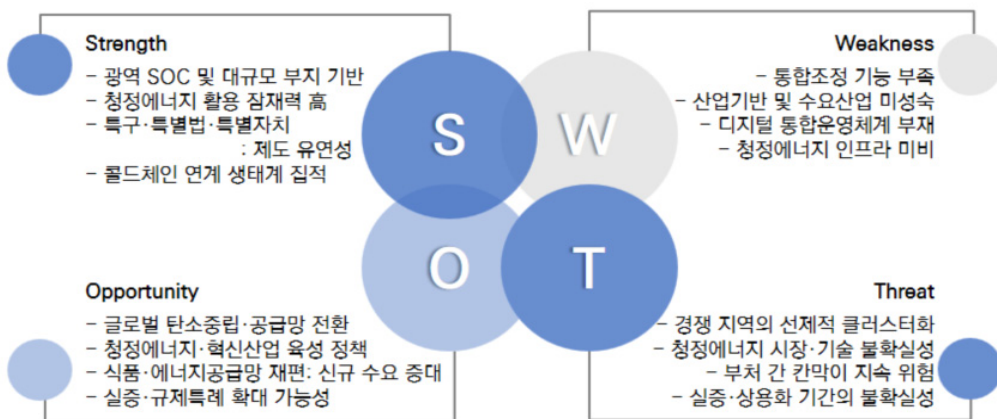 Strength
- 광역 SOC 및 대규모 부지 기반
- 청정에너지 활용 잠재력 高
- 특구·특별법·특별자치
: 제도 유연성
- 콜드체인 연계 생태계 집적
Weakness
- 통합조정 기능 부족
- 산업기반 및 수요산업 미성숙
- 디지털 통합운영체계 부재
- 청정에너지 인프라 미비
S
W
O
T
Opportunity
- 글로벌 탄소중립·공급망 전환
- 청정에너지·혁신산업 육성 정책
- 식품·에너지공급망 재편: 신규 수요 증대
- 실증·규제특례 확대 가능성
Threat
- 경쟁 지역의 선제적 클러스터화
- 청정에너지 시장·기술 불확실성
- 부처 간 칸막이 지속 위험
- 실증·상용화 기간의 불확실성